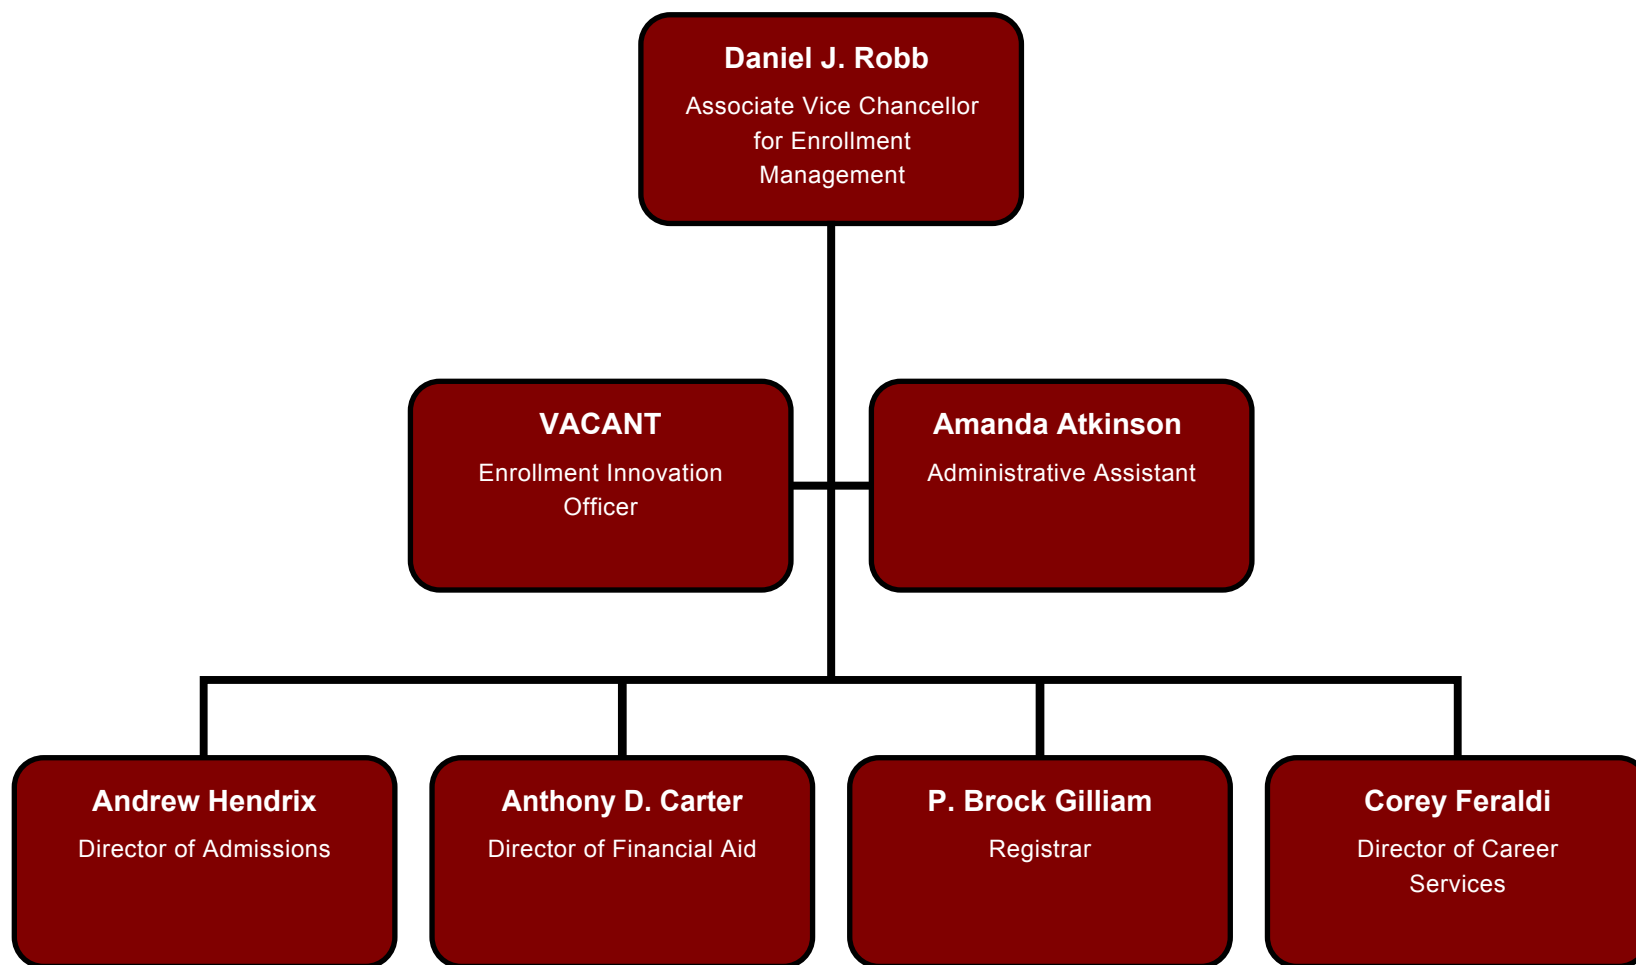 Daniel J. Robb
Associate Vice Chancellor
for Enrollment
Management
VACANT
Enrollment Innovation
Officer
Amanda Atkinson
Administrative Assistant
Andrew Hendrix
Director of Admissions
Anthony D. Carter
Director of Financial Aid
P. Brock Gilliam
Registrar
Corey Feraldi
Director of Career
Services